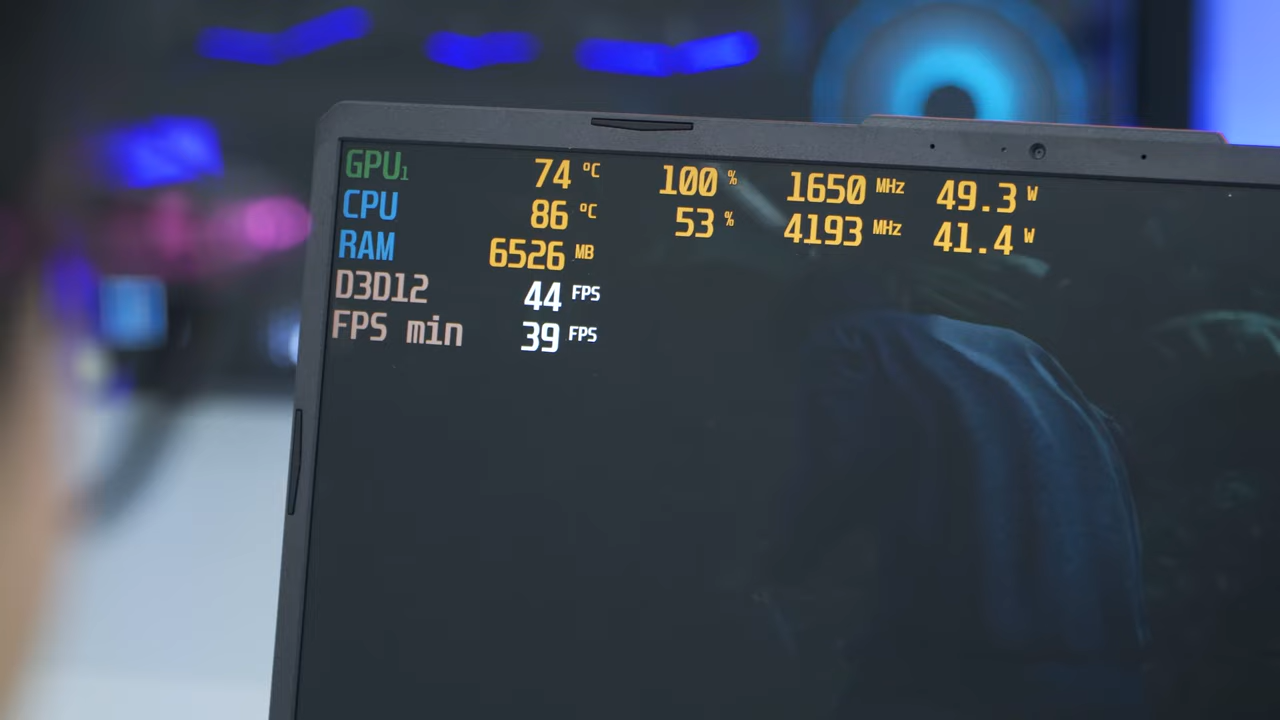 GPU1 74 °C 100 % 1650 MHz 49.3 W
CPU 86 °C 53 % 4193 MHz 41.4 W
RAM 6526 MB
D3D12 44 FPS
FPS min 39 FPS